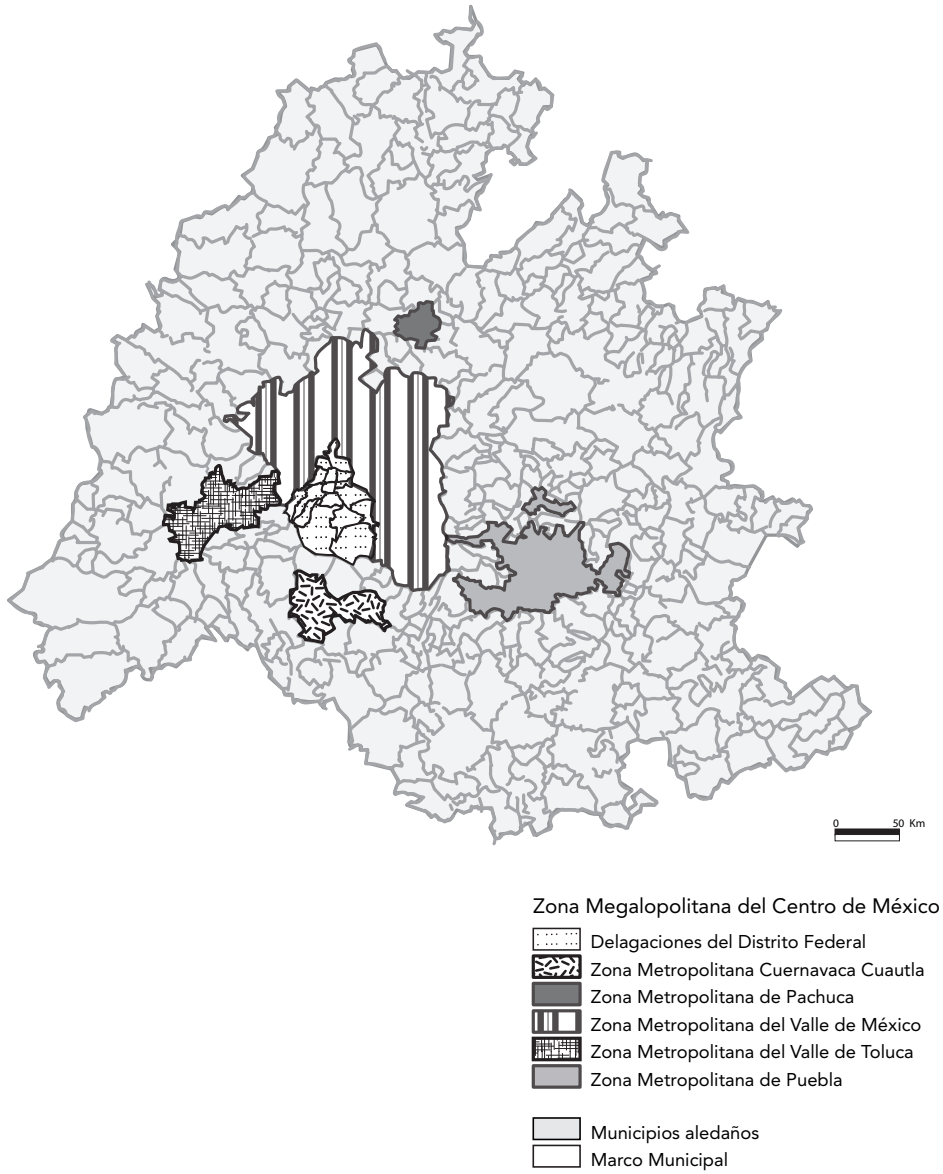 0 50 Km
Zona Megalopolitana del Centro de México
Delagaciones del Distrito Federal
Zona Metropolitana Cuernavaca Cuautla
Zona Metropolitana de Pachuca
Zona Metropolitana del Valle de México
Zona Metropolitana del Valle de Toluca
Zona Metropolitana de Puebla
Municipios aledaños
Marco Municipal